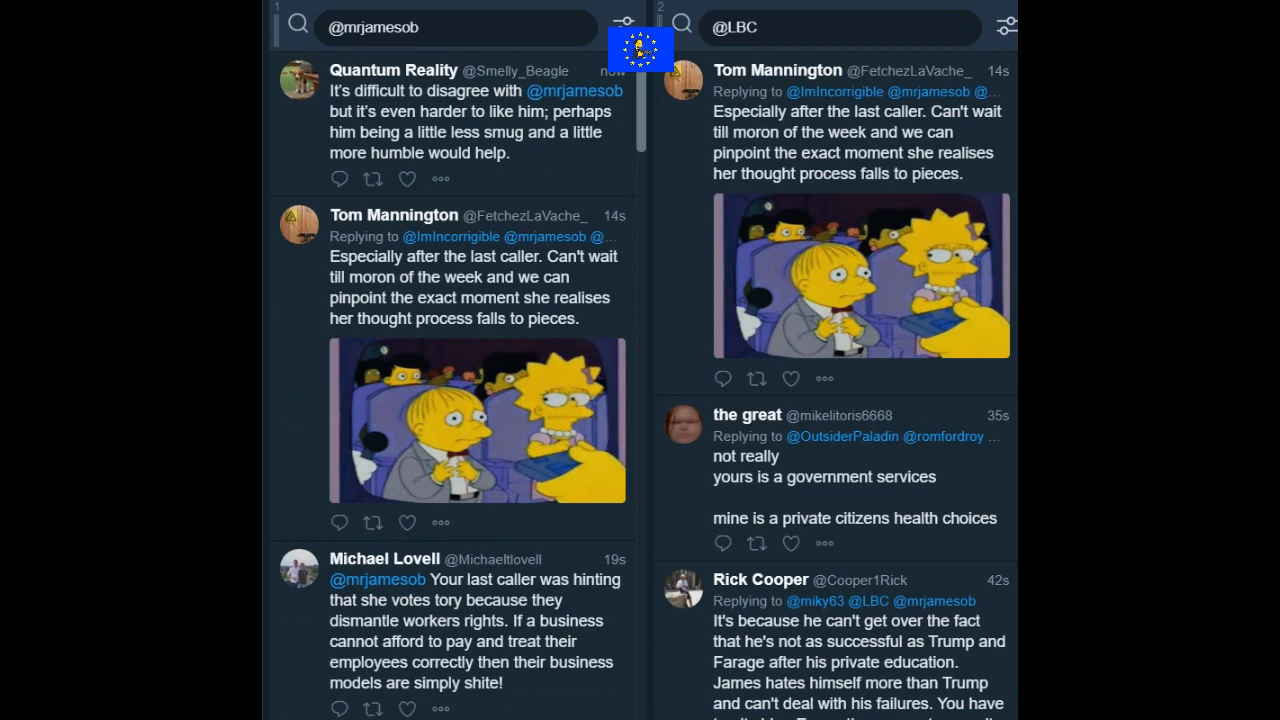 1
@mrjamesob
Quantum Reality @Smelly_Beagle now
It's difficult to disagree with @mrjamesob
but it's even harder to like him; perhaps
him being a little less smug and a little
more humble would help.
Tom Mannington @FetchezLaVache_ 14s
Replying to @ImIncorrigible @mrjamesob @...
Especially after the last caller. Can't wait
till moron of the week and we can
pinpoint the exact moment she realises
her thought process falls to pieces.
Michael Lovell @Michaeltlovell 19s
@mrjamesob Your last caller was hinting
that she votes tory because they
dismantle workers rights. If a business
cannot afford to pay and treat their
employees correctly then their business
models are simply shite!
2
@LBC
Tom Mannington @FetchezLaVache_ 14s
Replying to @ImIncorrigible @mrjamesob @...
Especially after the last caller. Can't wait
till moron of the week and we can
pinpoint the exact moment she realises
her thought process falls to pieces.
the great @mikelitoris6668 35s
Replying to @OutsiderPaladin @romfordroy ...
not really
yours is a government services
mine is a private citizens health choices
Rick Cooper @Cooper1Rick 42s
Replying to @miky63 @LBC @mrjamesob
It's because he can't get over the fact
that he's not as successful as Trump and
Farage after his private education.
James hates himself more than Trump
and can't deal with his failures. You have